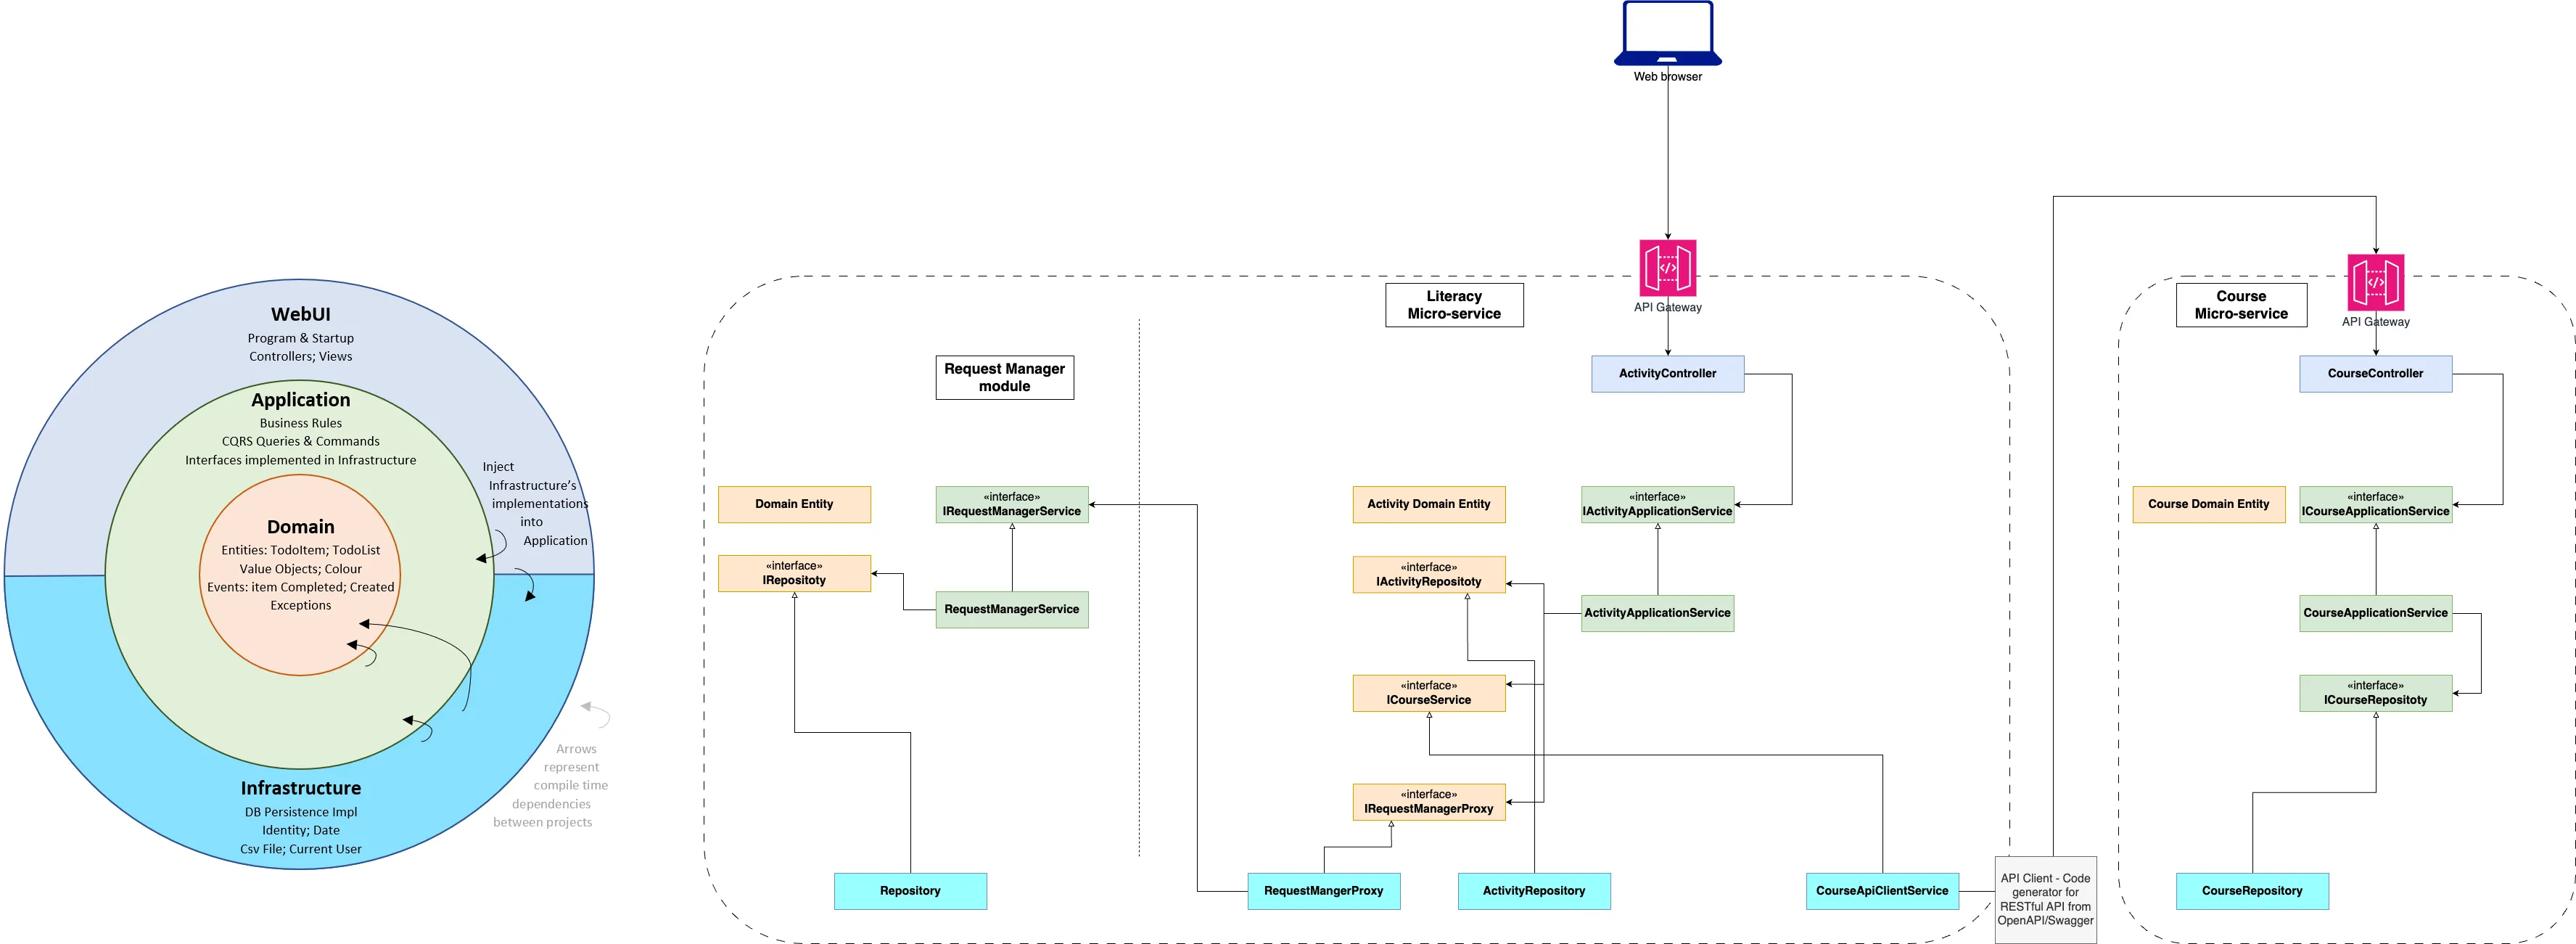 WebUI
Program & Startup
Controllers; Views
Application
Business Rules
CQRS Queries & Commands
Interfaces implemented in Infrastructure
Inject
Infrastructure's
implementations
into
Application
Domain
Entities: TodoItem; TodoList
Value Objects; Colour
Events: item Completed; Created
Exceptions
Infrastructure
DB Persistence Impl
Identity; Date
Csv File; Current User
Arrows
represent
compile time
dependencies
between projects
Web browser
API Gateway
Literacy
Micro-service
Request Manager
module
ActivityController
Domain Entity
«interface»
IRequestManagerService
«interface»
IRepositoty
RequestManagerService
Repository
Activity Domain Entity
«interface»
IActivityApplicationService
«interface»
IActivityRepositoty
ActivityApplicationService
«interface»
ICourseService
«interface»
IRequestManagerProxy
RequestMangerProxy
ActivityRepository
CourseApiClientService
API Client - Code
generator for
RESTful API from
OpenAPI/Swagger
Course
Micro-service
API Gateway
CourseController
Course Domain Entity
«interface»
ICourseApplicationService
CourseApplicationService
«interface»
ICourseRepositoty
CourseRepository